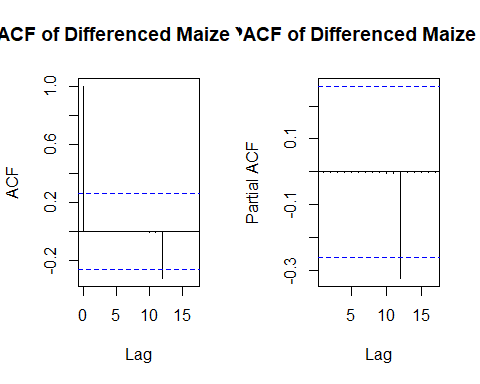 ACF of Differenced Maize
ACF of Differenced Maize
ACF
1.0
0.6
0.2
-0.2
0
5
10
15
Lag
Partial ACF
0.1
-0.1
-0.3
5
10
15
Lag